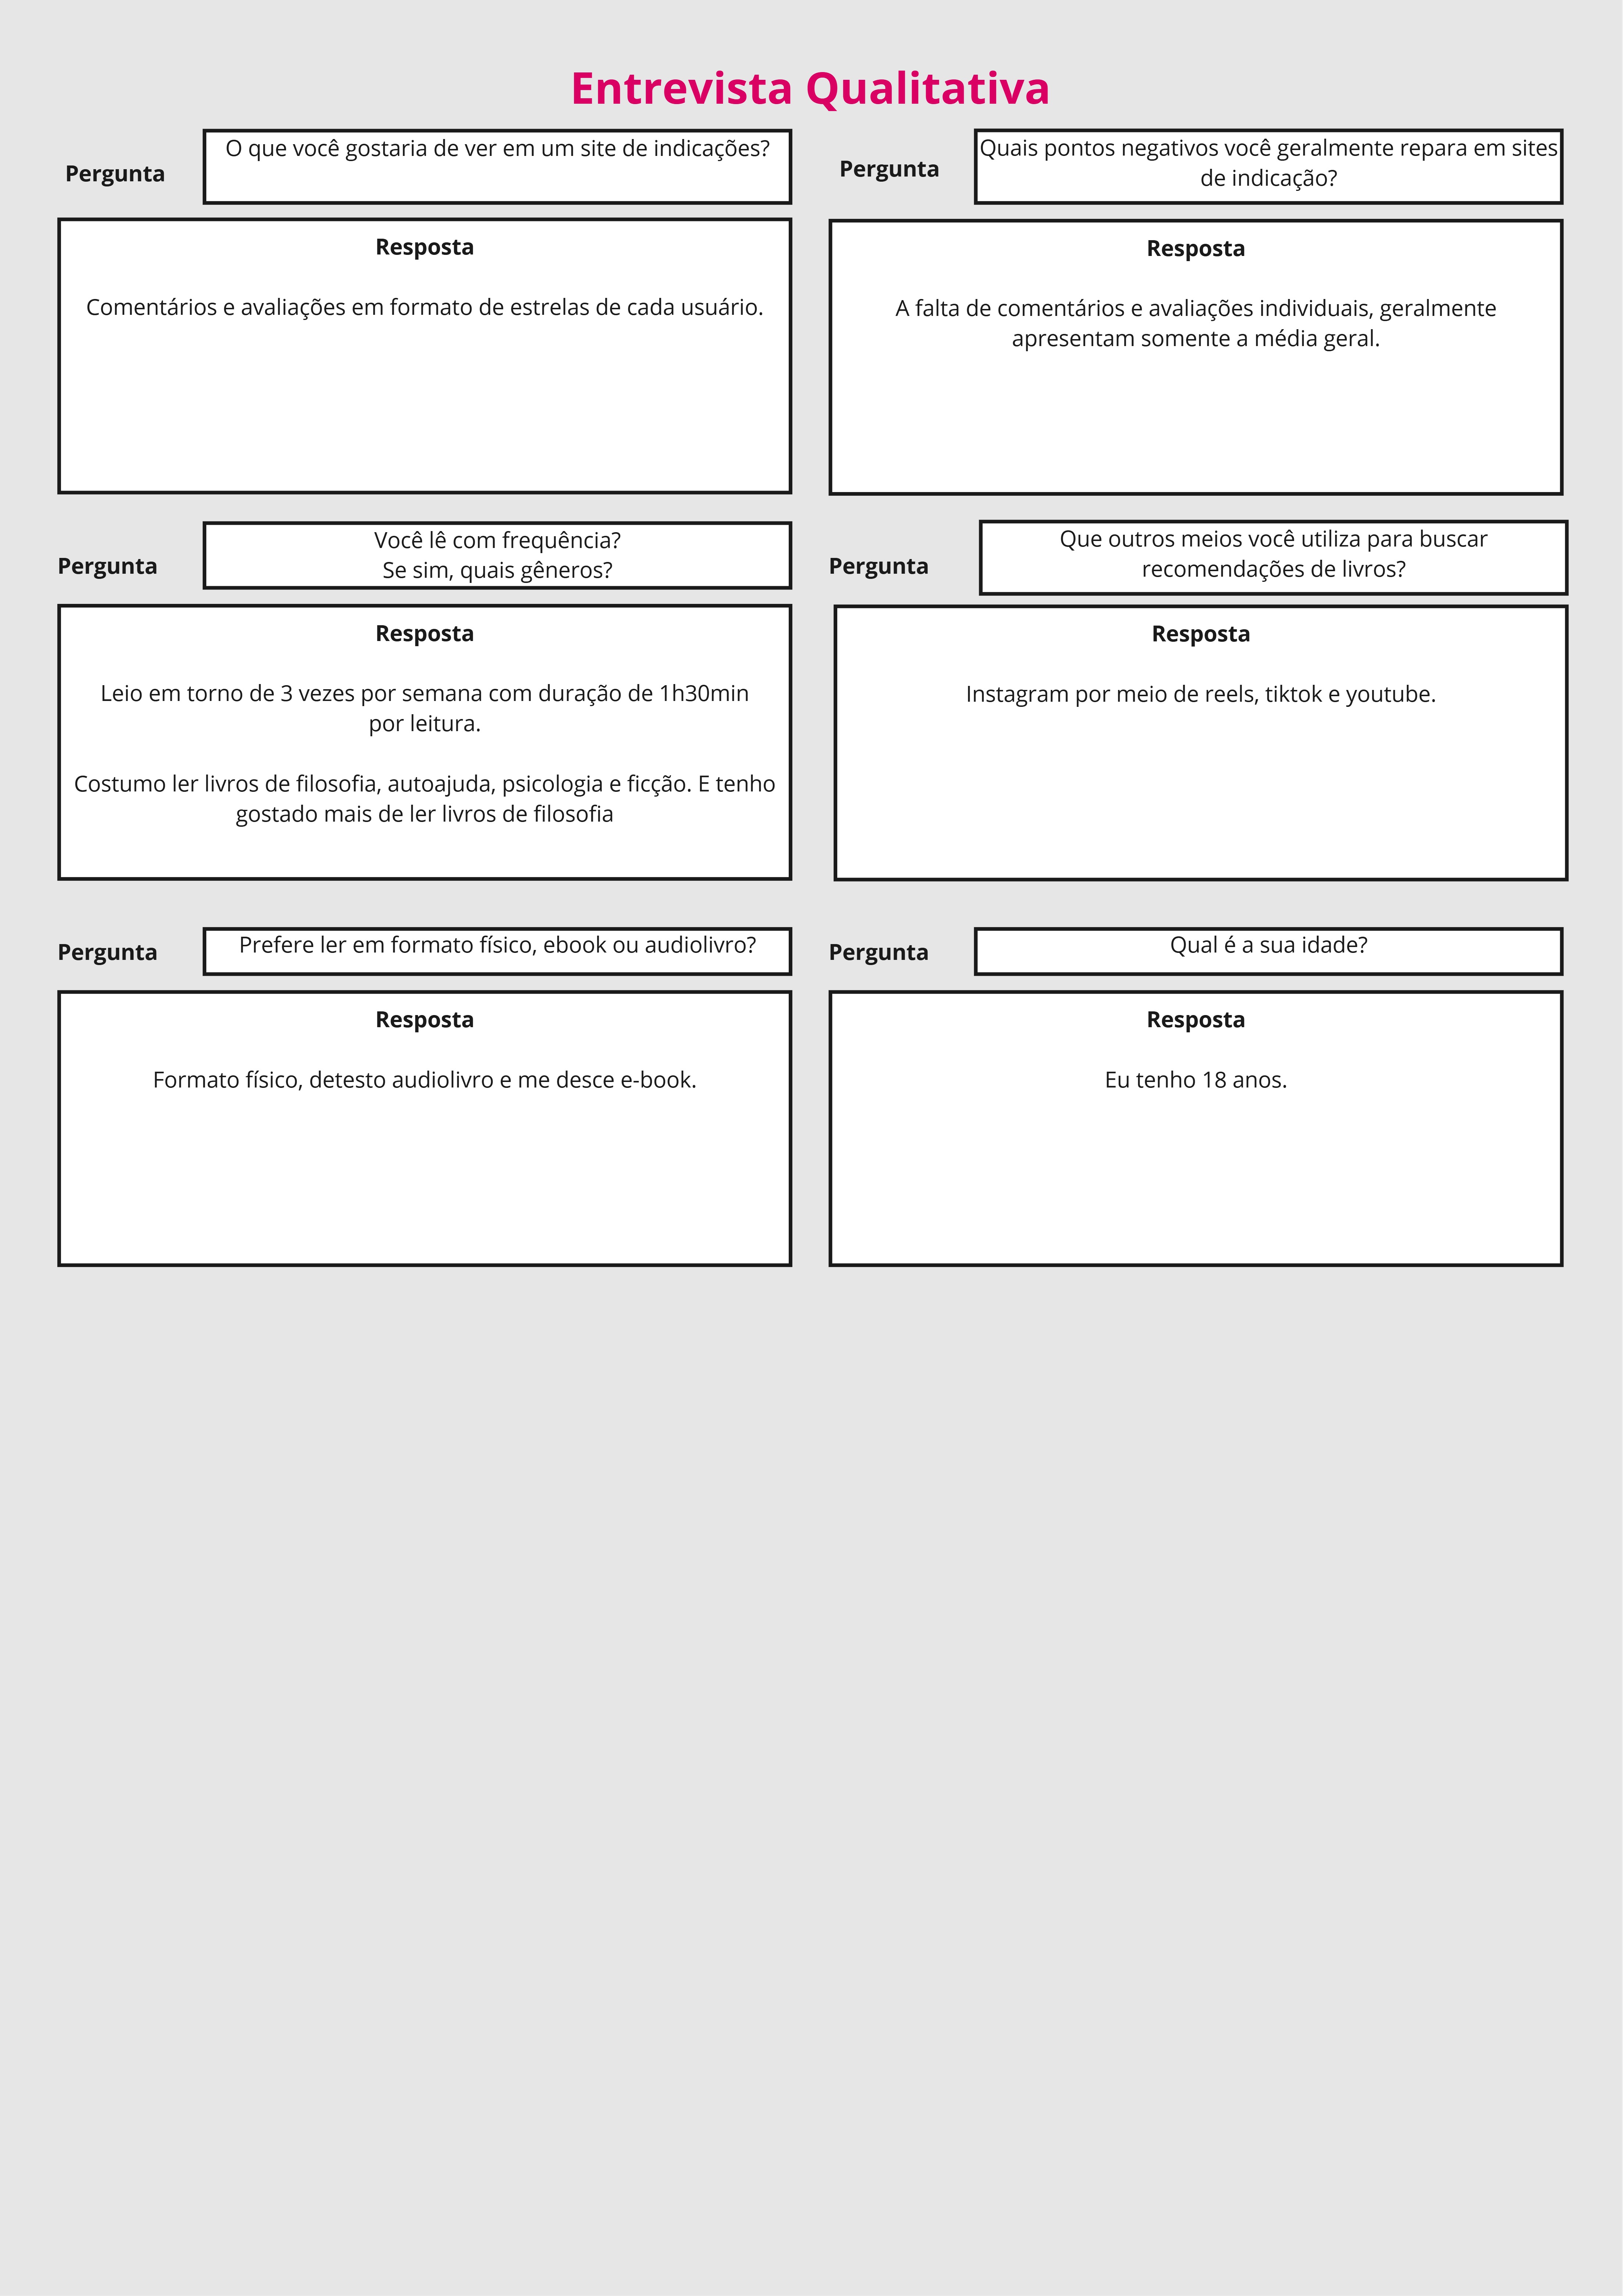 Entrevista Qualitativa
Pergunta
O que você gostaria de ver em um site de indicações?
Resposta
Comentários e avaliações em formato de estrelas de cada usuário.
Pergunta
Quais pontos negativos você geralmente repara em sites
de indicação?
Resposta
A falta de comentários e avaliações individuais, geralmente
apresentam somente a média geral.
Pergunta
Você lê com frequência?
Se sim, quais gêneros?
Resposta
Leio em torno de 3 vezes por semana com duração de 1h30min
por leitura.
Costumo ler livros de filosofia, autoajuda, psicologia e ficção. E tenho
gostado mais de ler livros de filosofia
Pergunta
Que outros meios você utiliza para buscar
recomendações de livros?
Resposta
Instagram por meio de reels, tiktok e youtube.
Pergunta
Prefere ler em formato físico, ebook ou audiolivro?
Resposta
Formato físico, detesto audiolivro e me desce e-book.
Pergunta
Qual é a sua idade?
Resposta
Eu tenho 18 anos.